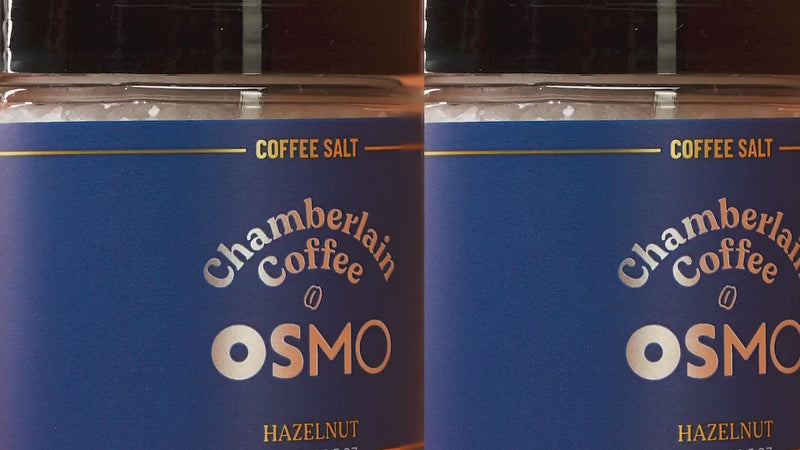 COFFEE SALT
Chamberlain
Coffee
OSMO
HAZELNUT
COFFEE SALT
Chamberlain
Coffee
OSMO
HAZELNUT